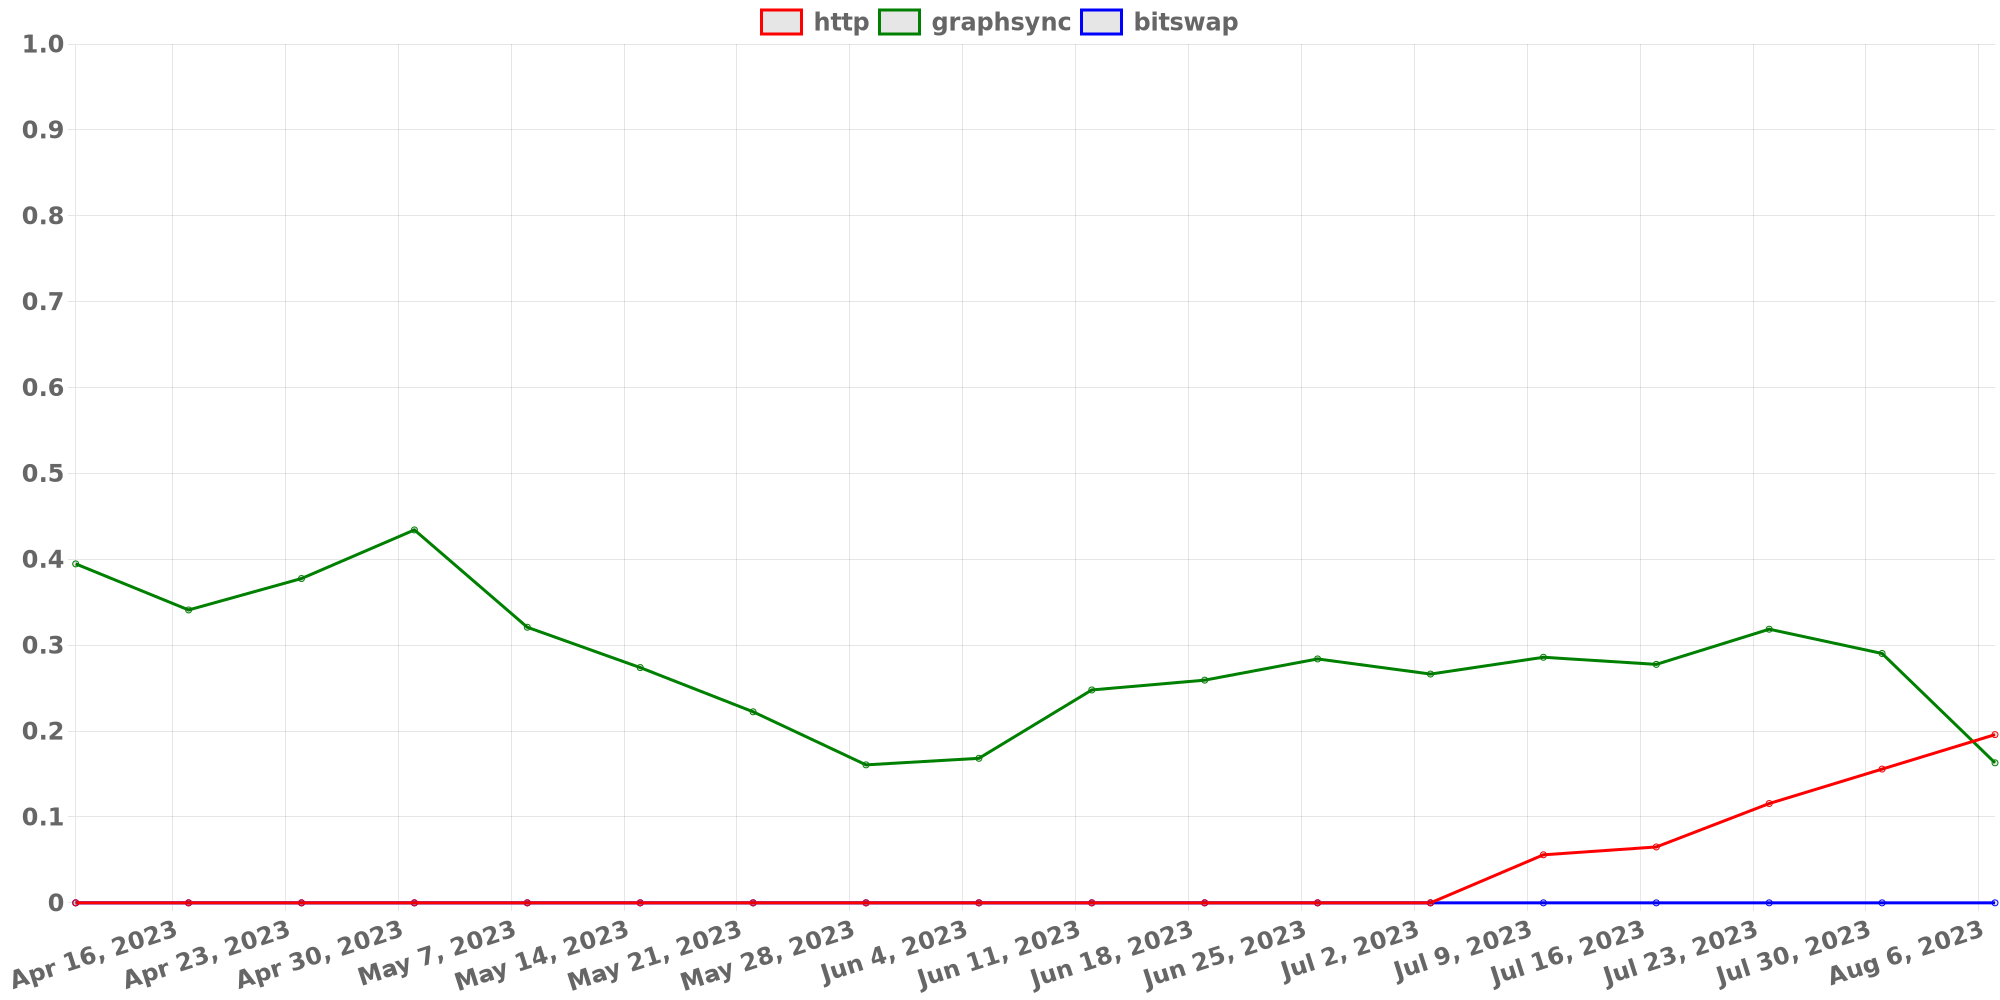 http graphsync bitswap
1.0
0.9
0.8
0.7
0.6
0.5
0.4
0.3
0.2
0.1
0
Apr 16, 2023
Apr 23, 2023
Apr 30, 2023
May 7, 2023
May 14, 2023
May 21, 2023
May 28, 2023
Jun 4, 2023
Jun 11, 2023
Jun 18, 2023
Jun 25, 2023
Jul 2, 2023
Jul 9, 2023
Jul 16, 2023
Jul 23, 2023
Jul 30, 2023
Aug 6, 2023